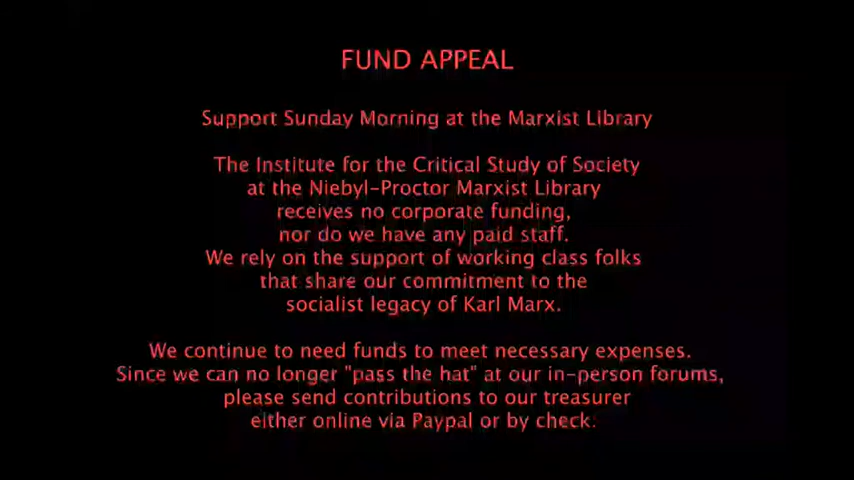 FUND APPEAL
Support Sunday Morning at the Marxist Library
The Institute for the Critical Study of Society
at the Niebyl-Proctor Marxist Library
receives no corporate funding,
nor do we have any paid staff.
We rely on the support of working class folks
that share our commitment to the
socialist legacy of Karl Marx.
We continue to need funds to meet necessary expenses.
Since we can no longer "pass the hat" at our in-person forums,
please send contributions to our treasurer
either online via Paypal or by check: